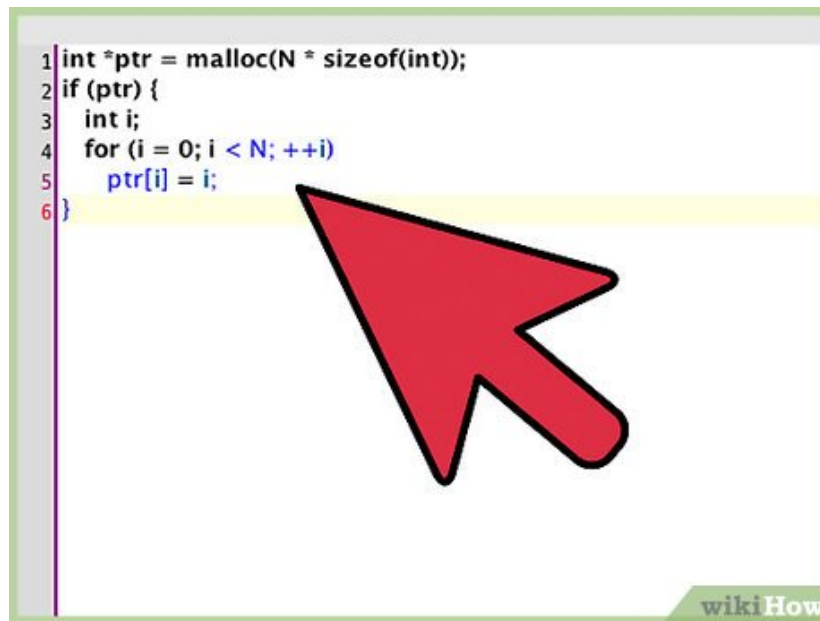 1 int *ptr = malloc(N * sizeof(int));
2 if (ptr) {
3 int i;
4 for (i = 0; i < N; ++i)
5 ptr[i] = i;
6 }
wikiHow